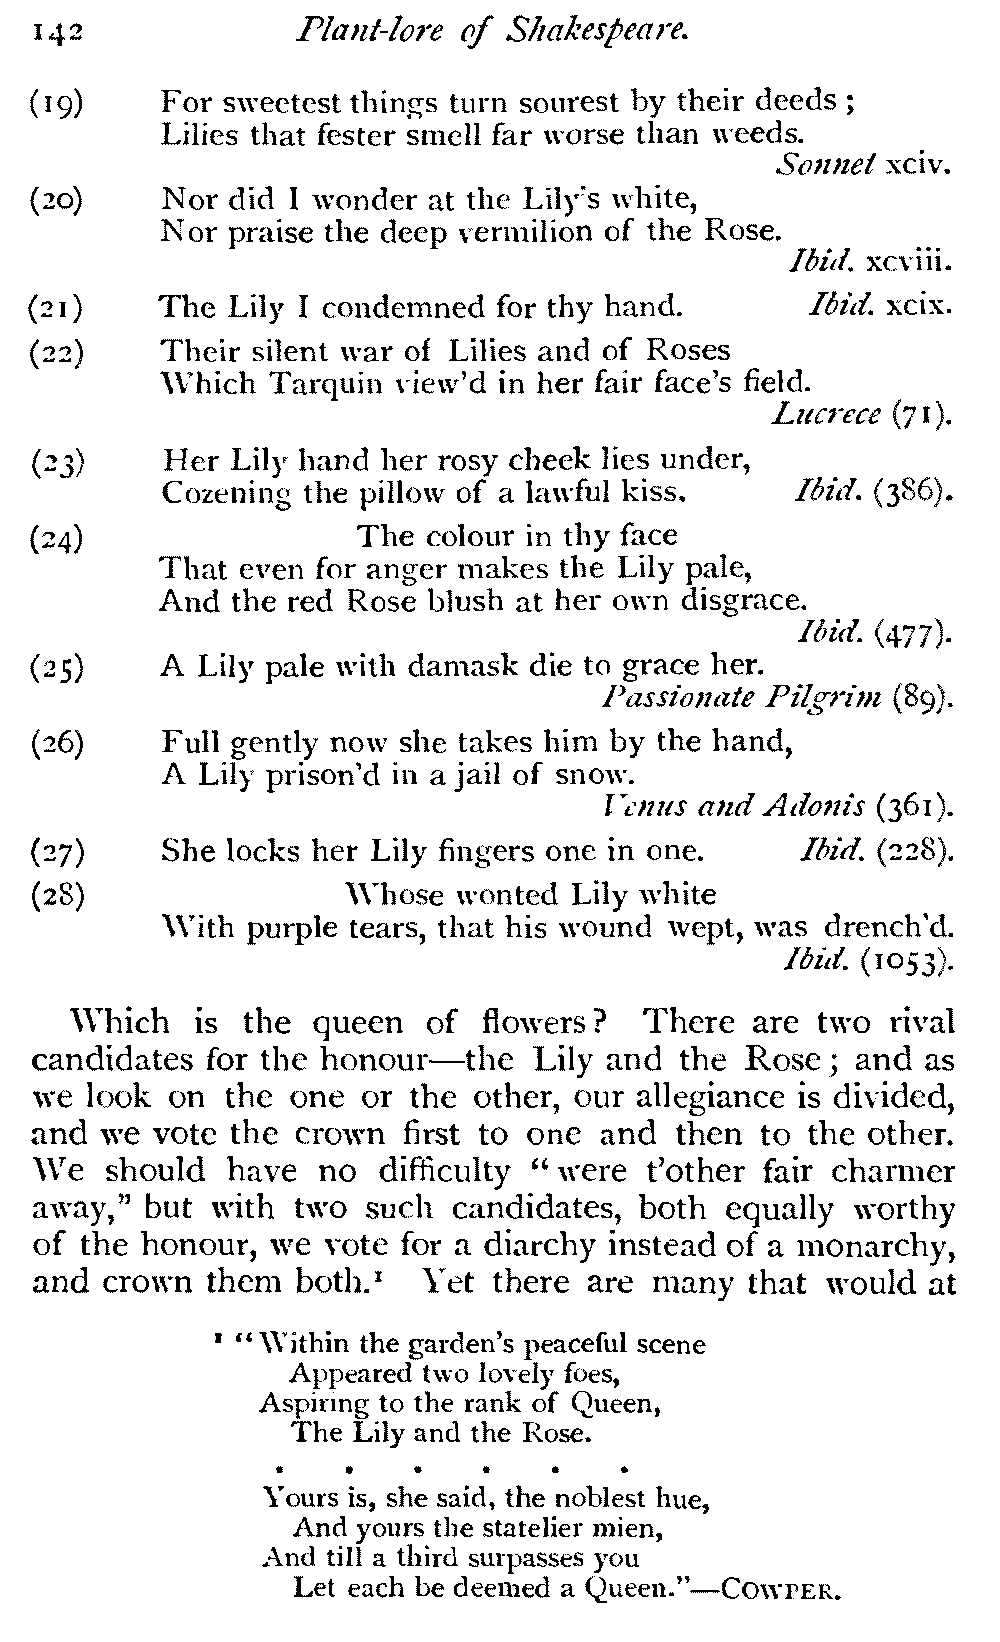 142 Plant-lore of Shakespeare.
(19) For sweetest things turn sourest by their deeds ;
Lilies that fester smell far worse than weeds.
Sonnet xciv.
(20) Nor did I wonder at the Lily's white,
Nor praise the deep vermilion of the Rose.
Ibid. xcviii.
(21) The Lily I condemned for thy hand. Ibid. xcix.
(22) Their silent war of Lilies and of Roses
Which Tarquin view'd in her fair face's field.
Lucrece (71).
(23) Her Lily hand her rosy cheek lies under,
Cozening the pillow of a lawful kiss. Ibid. (386).
(24) The colour in thy face
That even for anger makes the Lily pale,
And the red Rose blush at her own disgrace.
Ibid. (477).
(25) A Lily pale with damask die to grace her.
Passionate Pilgrim (89).
(26) Full gently now she takes him by the hand,
A Lily prison'd in a jail of snow.
Venus and Adonis (361).
(27) She locks her Lily fingers one in one. Ibid. (228).
(28) Whose wonted Lily white
With purple tears, that his wound wept, was drench'd.
Ibid. (1053).
Which is the queen of flowers? There are two rival
candidates for the honour—the Lily and the Rose ; and as
we look on the one or the other, our allegiance is divided,
and we vote the crown first to one and then to the other.
We should have no difficulty “ were t'other fair charmer
away,” but with two such candidates, both equally worthy
of the honour, we vote for a diarchy instead of a monarchy,
and crown them both.¹ Yet there are many that would at
¹ “ Within the garden's peaceful scene
Appeared two lovely foes,
Aspiring to the rank of Queen,
The Lily and the Rose.
. . . . . .
Yours is, she said, the noblest hue,
And yours the statelier mien,
And till a third surpasses you
Let each be deemed a Queen.”—COWPER.